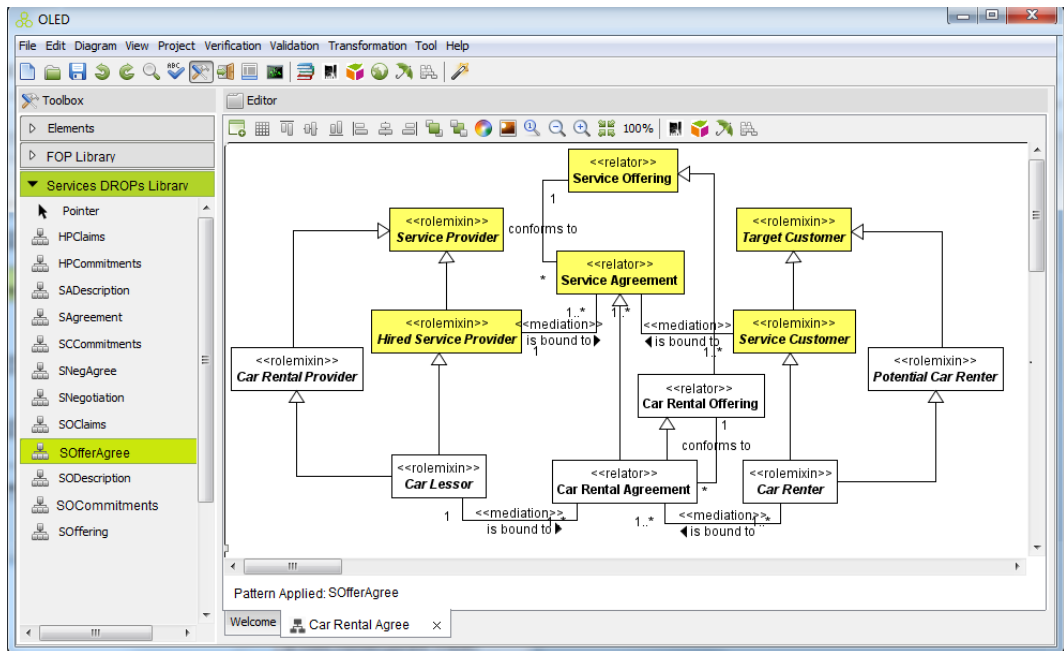 OLED
File Edit Diagram View Project Verification Validation Transformation Tool Help
ABC
Toolbox
Editor
Elements
FOP Library
Services DROPs Library
Pointer
HPClaims
HPCommitments
SADescription
SAgreement
SCCommitments
SNegAgree
SNegotiation
SOClaims
SOfferAgree
SODescription
SOCommitments
SOffering
100%
<<relator>>
Service Offering
1
<<rolemixin>>
Service Provider
conforms to
<<rolemixin>>
Target Customer
<<relator>>
Service Agreement
*
1..* 1..*
<<rolemixin>>
Hired Service Provider
<<mediation>>
is bound to
1
<<mediation>>
is bound to
1..*
<<rolemixin>>
Service Customer
<<rolemixin>>
Car Rental Provider
<<relator>>
Car Rental Offering
1
<<rolemixin>>
Potential Car Renter
conforms to
<<rolemixin>>
Car Lessor
<<relator>>
Car Rental Agreement
*
<<rolemixin>>
Car Renter
1 <<mediation>> 1..*
is bound to
1..* <<mediation>> 1..*
is bound to
Pattern Applied: SOfferAgree
Welcome
Car Rental Agree